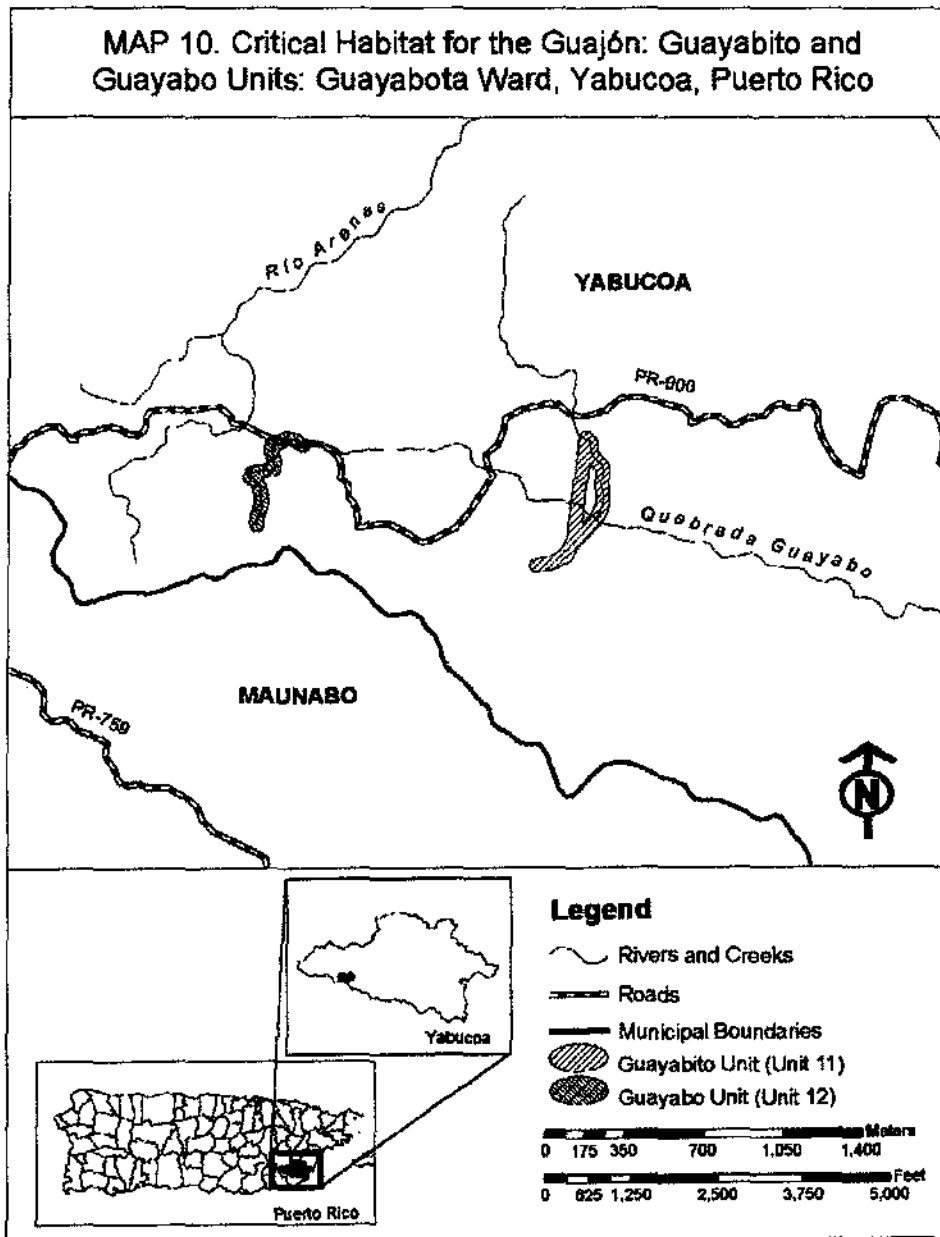 MAP 10. Critical Habitat for the Guajón: Guayabito and
Guayabo Units: Guayabota Ward, Yabucoa, Puerto Rico
Río Arenas
YABUCOA
PR-900
Quebrada Guayabo
MAUNABO
PR-759
N
Legend
Rivers and Creeks
Roads
Municipal Boundaries
Guayabito Unit (Unit 11)
Guayabo Unit (Unit 12)
Meters
0 175 350 700 1,050 1,400
Feet
0 625 1,250 2,500 3,750 5,000
Yabucoa
Puerto Rico